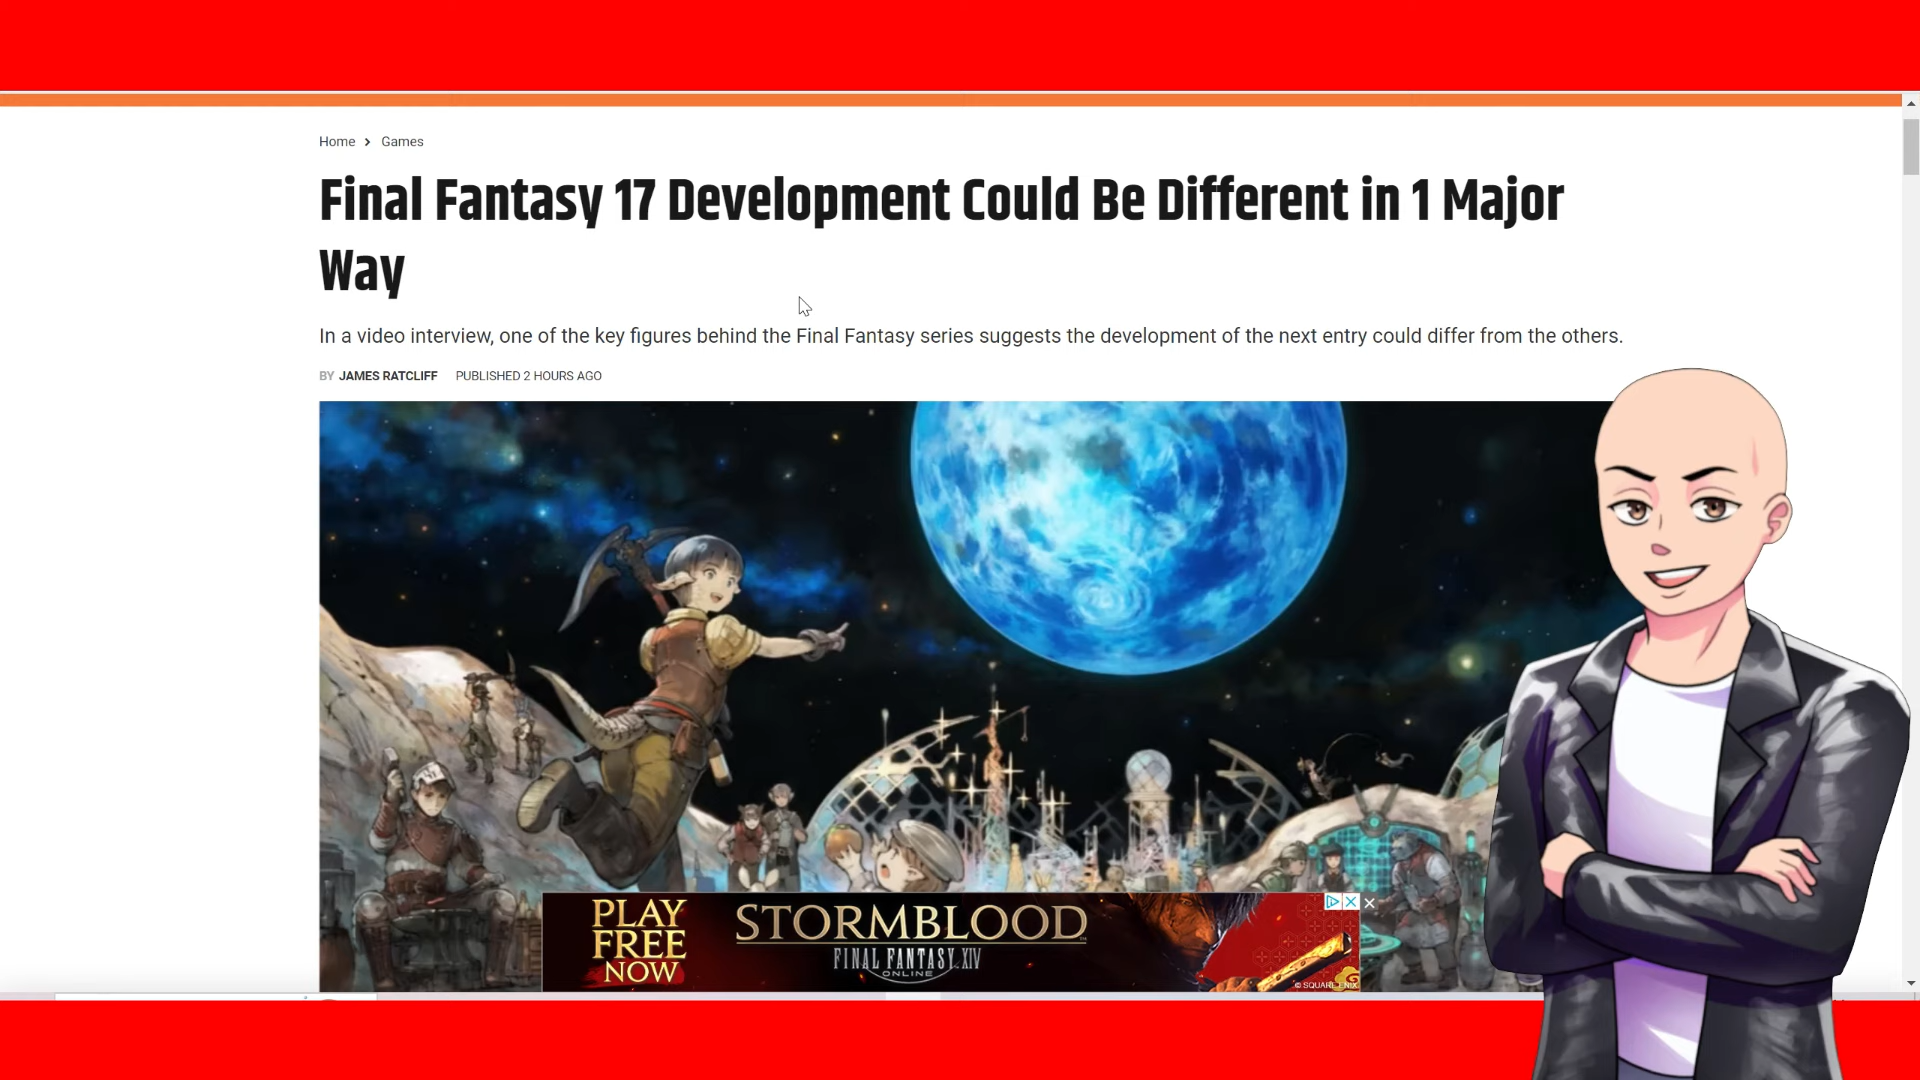 Home > Games
Final Fantasy 17 Development Could Be Different in 1 Major
Way
In a video interview, one of the key figures behind the Final Fantasy series suggests the development of the next entry could differ from the others.
BY JAMES RATCLIFF PUBLISHED 2 HOURS AGO
PLAY
FREE
NOW
STORMBLOOD
FINAL FANTASY XIV
ONLINE
© SQUARE ENIX